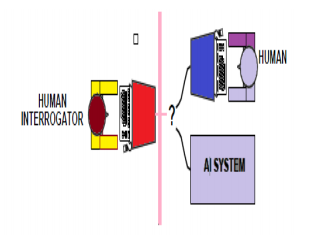 HUMAN
INTERROGATOR
?
HUMAN
AI SYSTEM